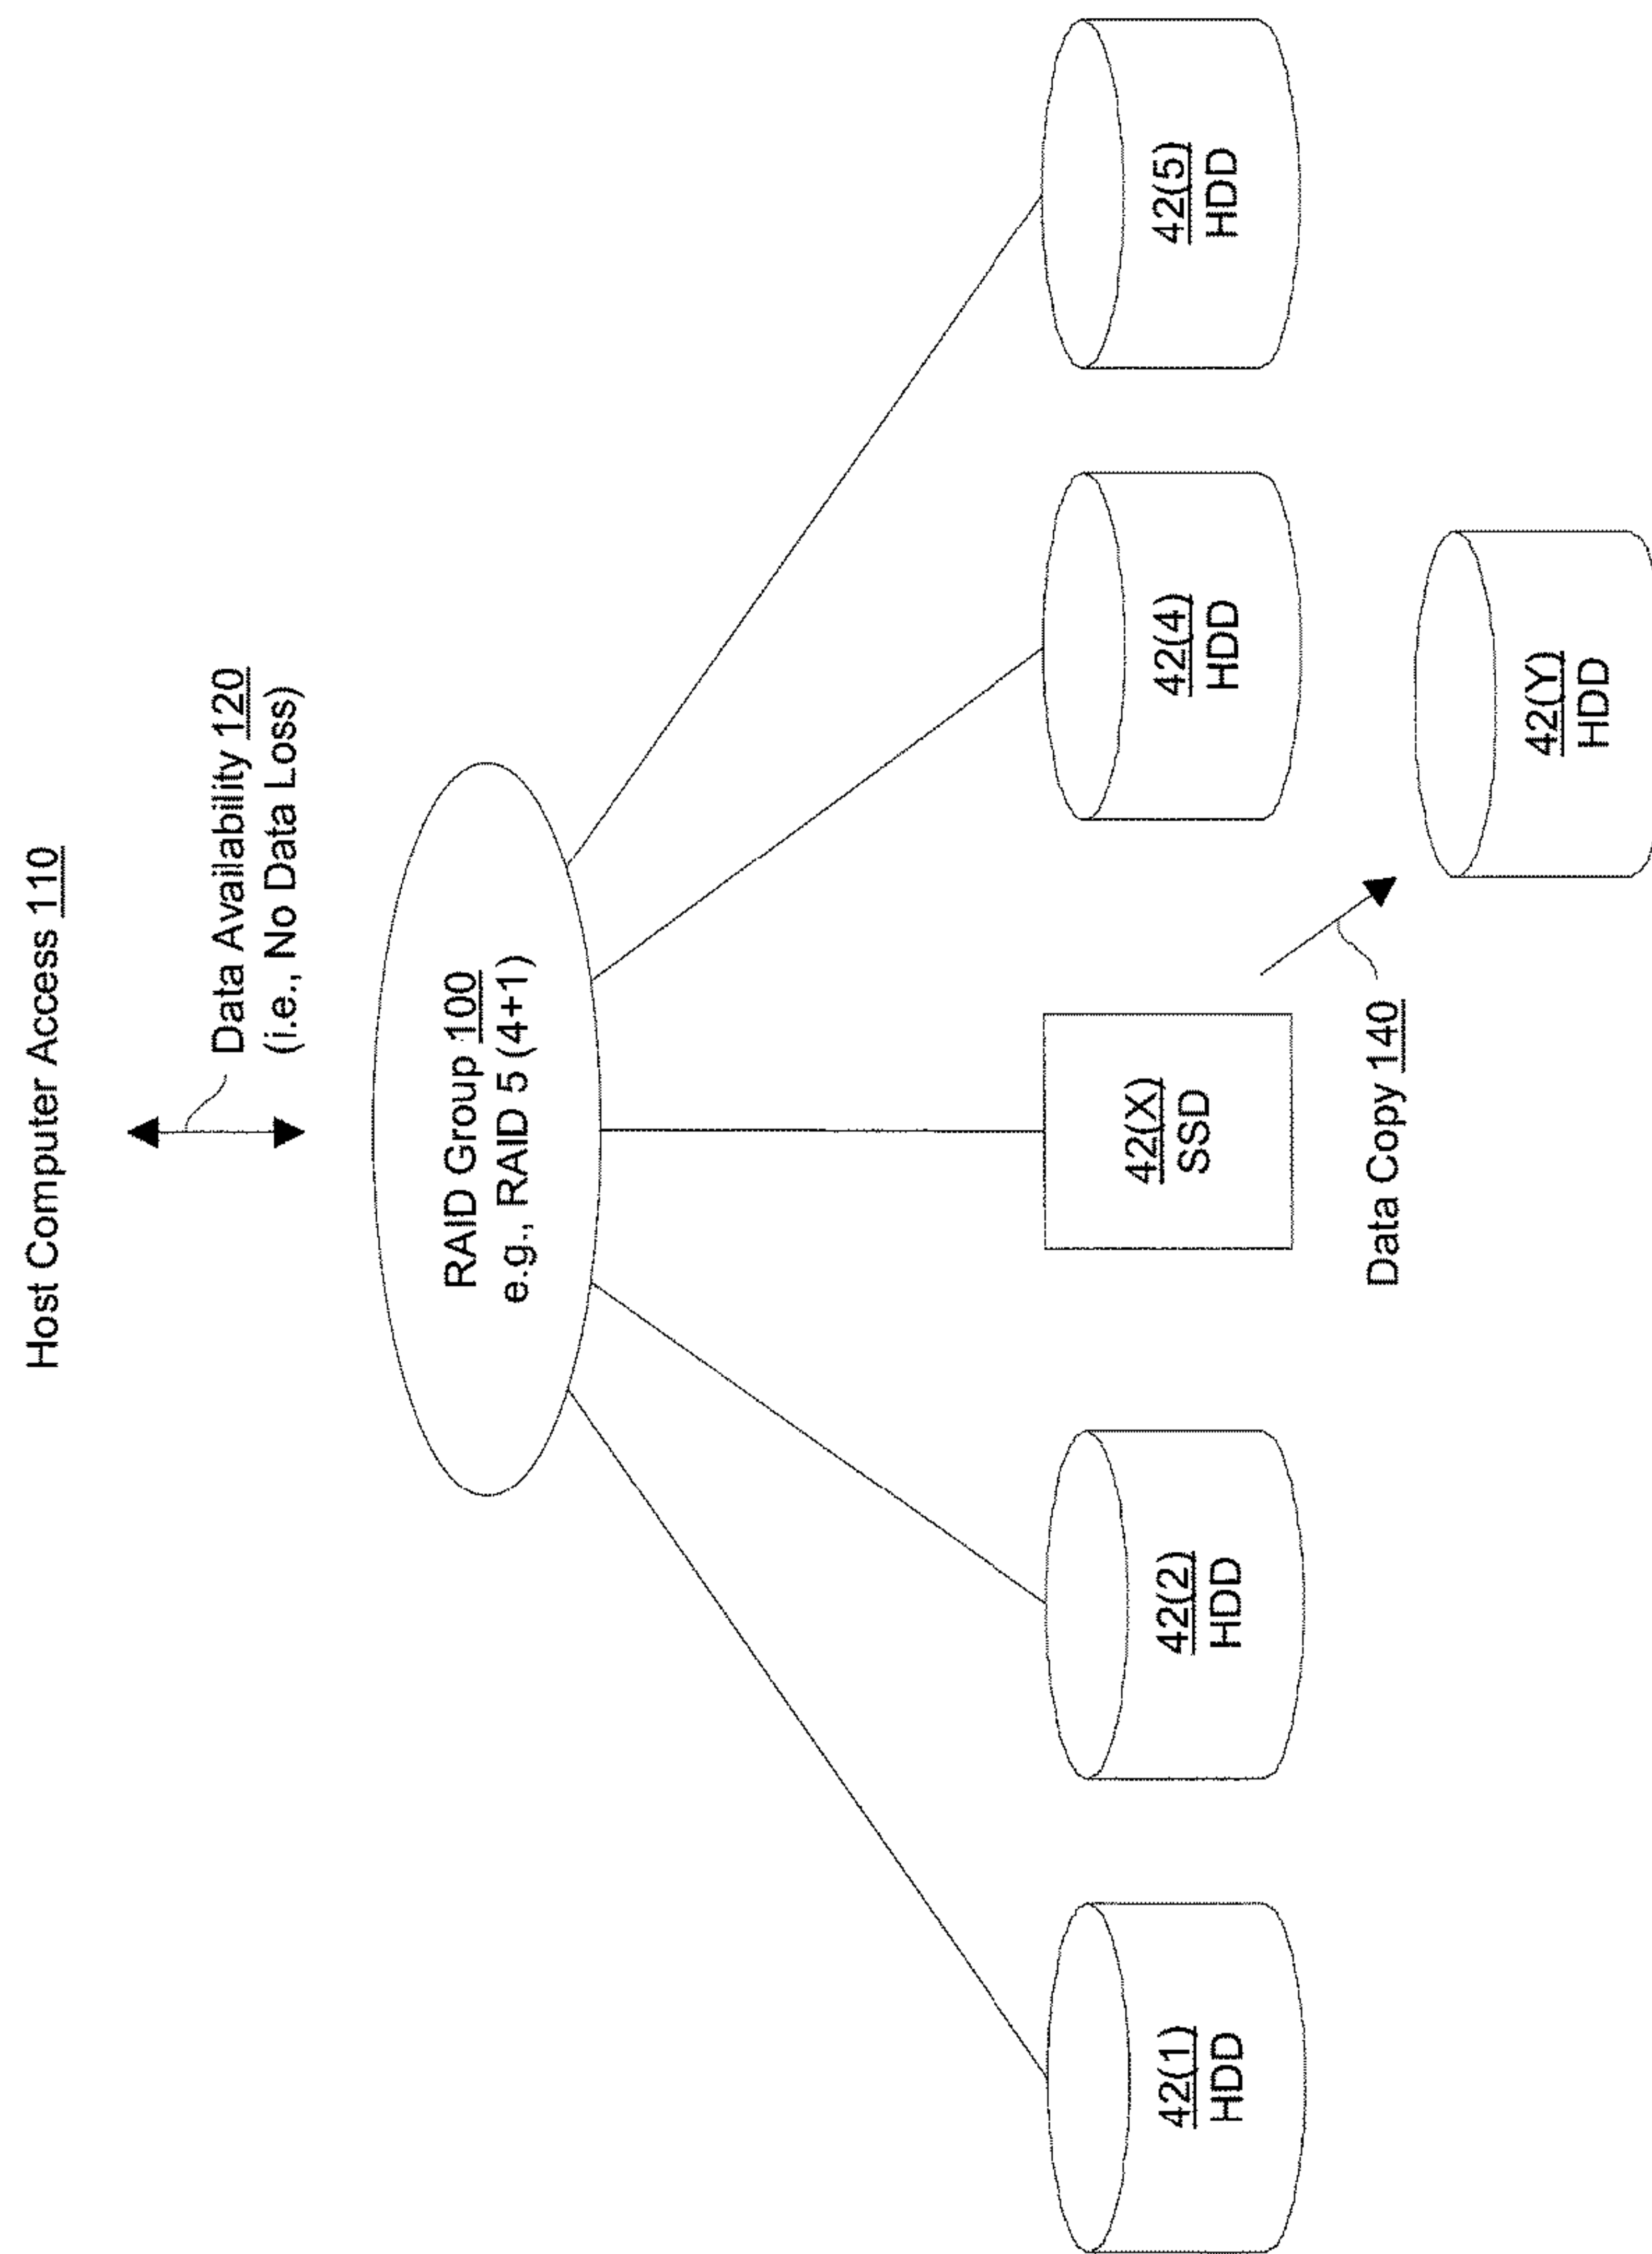 Host Computer Access 110
Data Availability 120
(i.e., No Data Loss)
RAID Group 100
e.g., RAID 5 (4+1)
42(1)
HDD
42(2)
HDD
42(X)
SSD
42(4)
HDD
42(5)
HDD
Data Copy 140
42(Y)
HDD